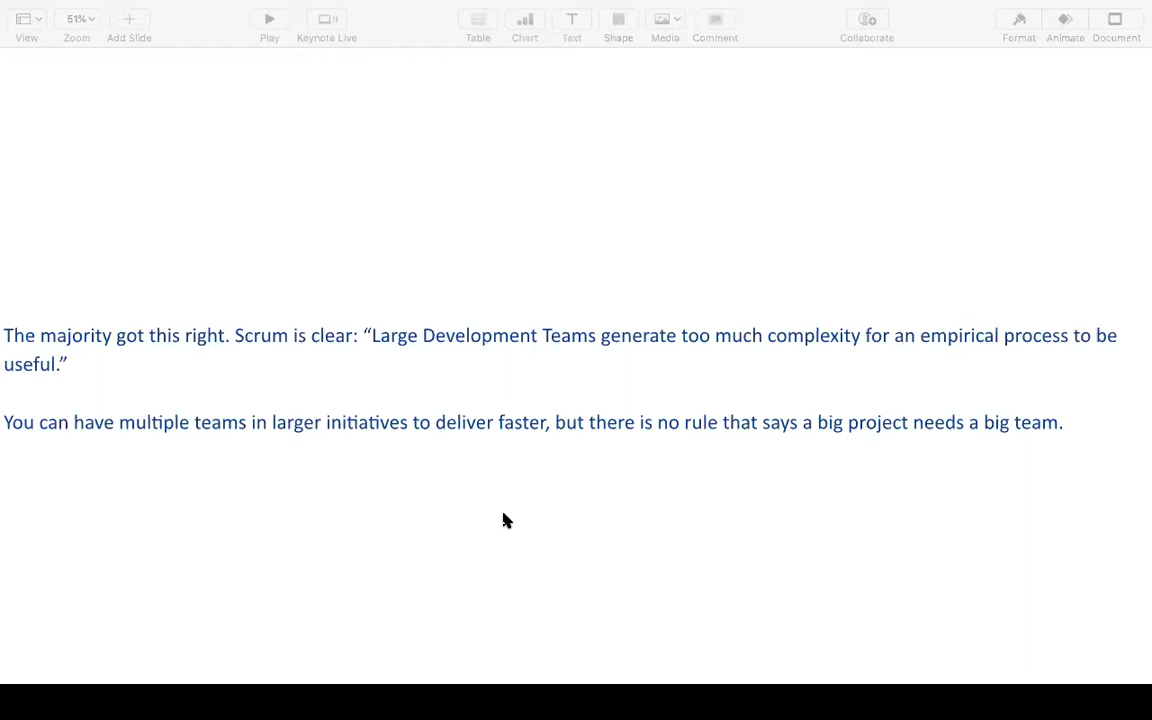 51%
View Zoom Add Slide Play Keynote Live Table Chart Text Shape Media Comment Collaborate Format Animate Document
The majority got this right. Scrum is clear: “Large Development Teams generate too much complexity for an empirical process to be
useful.”
You can have multiple teams in larger initiatives to deliver faster, but there is no rule that says a big project needs a big team.